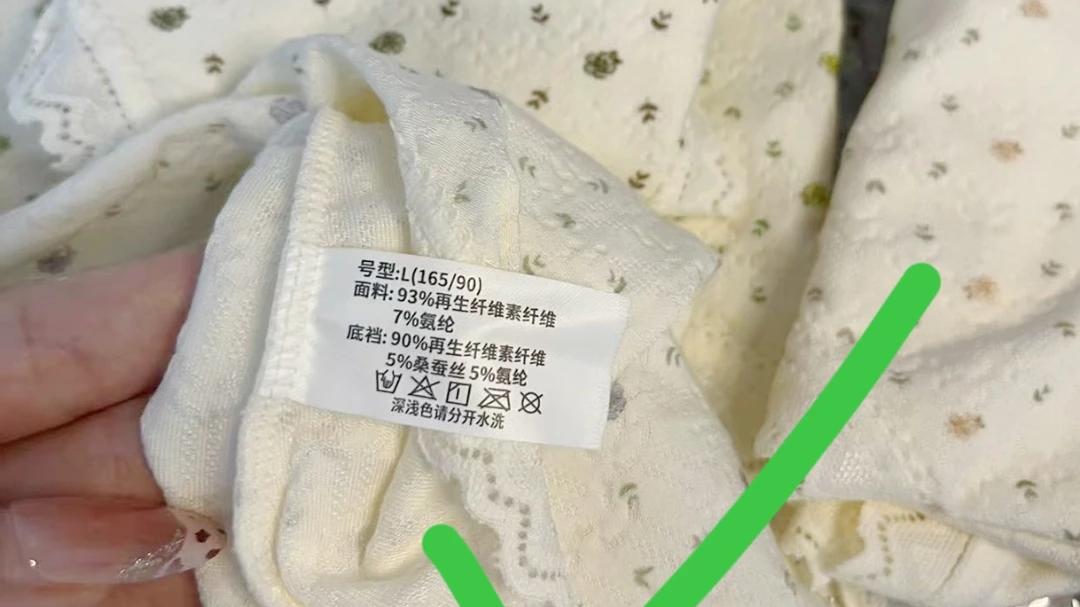 号型:L(165/90)
面料: 93%再生纤维素纤维
7%氨纶
底裆: 90%再生纤维素纤维
5%桑蚕丝 5%氨纶
深浅色请分开水洗